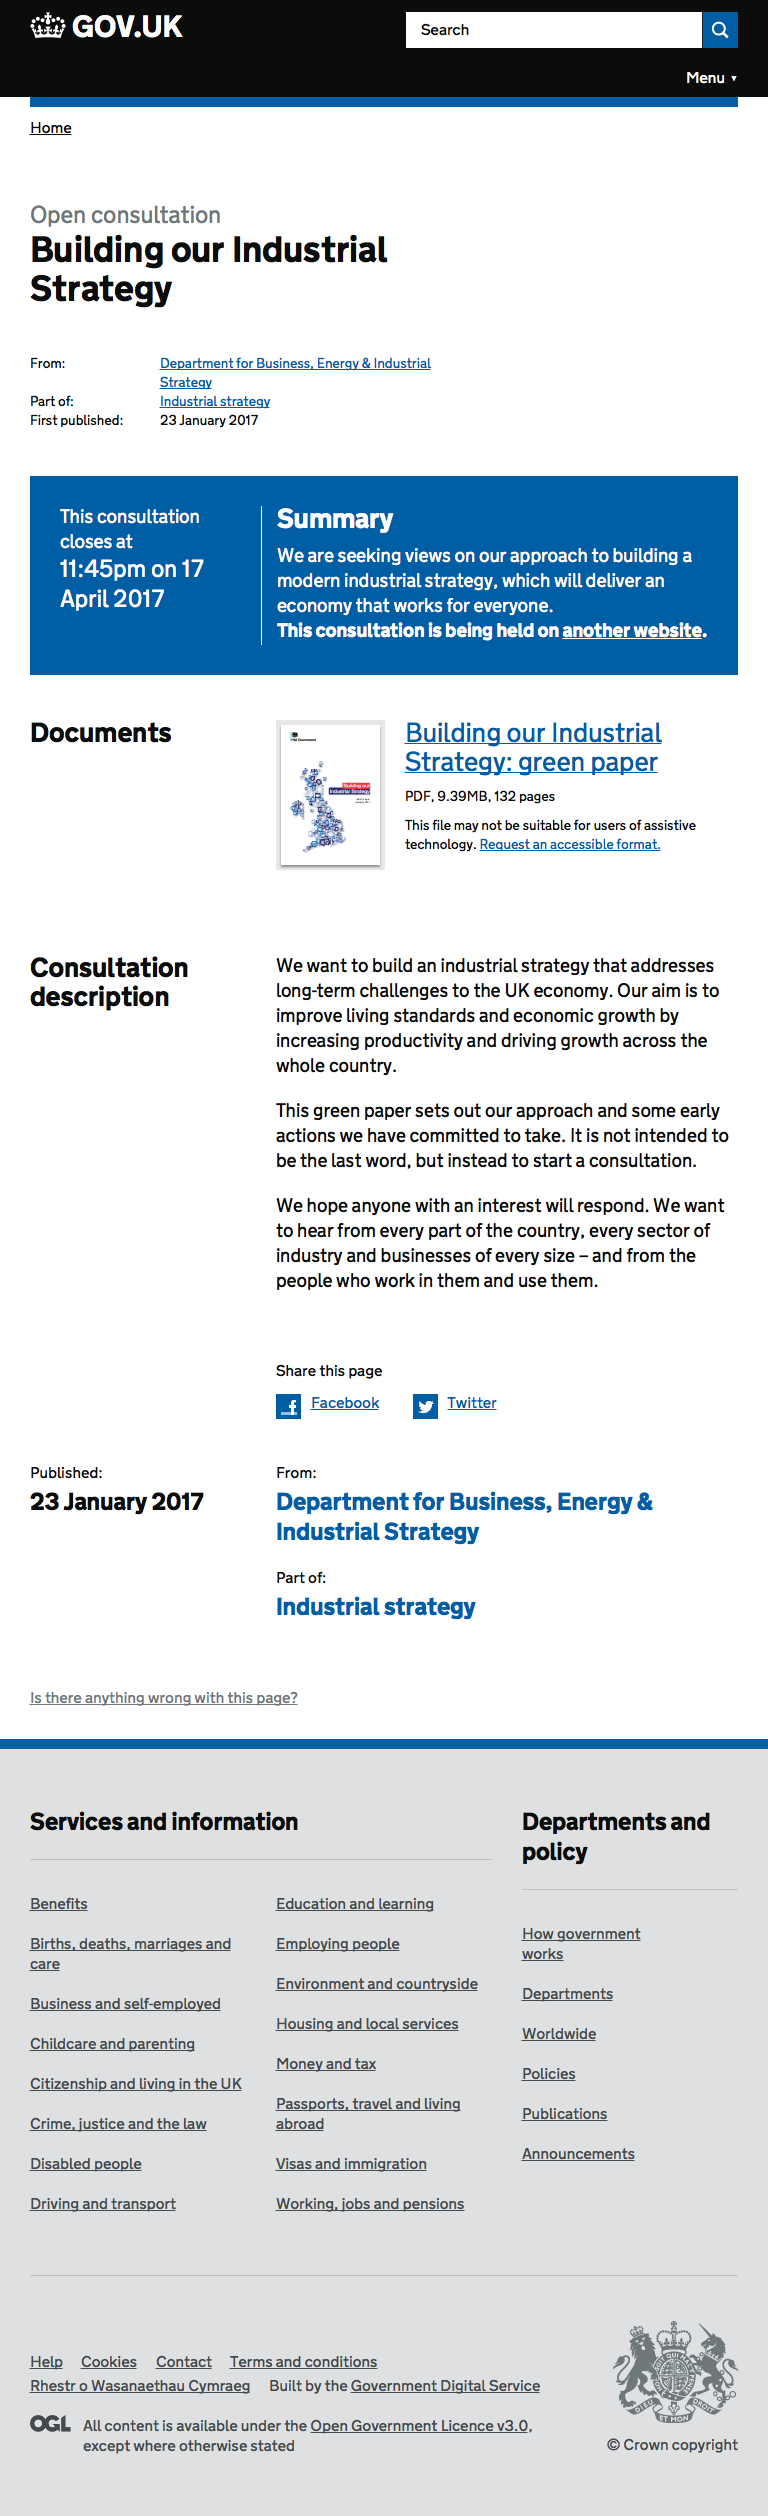 GOV.UK
Search
Menu ▼
Home
Open consultation
Building our Industrial
Strategy
From:
Department for Business, Energy & Industrial
Strategy
Part of:
Industrial strategy
First published:
23 January 2017
This consultation
closes at
11:45pm on 17
April 2017
Summary
We are seeking views on our approach to building a
modern industrial strategy, which will deliver an
economy that works for everyone.
This consultation is being held on another website.
Documents
HM Government
Building our
Industrial Strategy
Building our Industrial
Strategy: green paper
PDF, 9.39MB, 132 pages
This file may not be suitable for users of assistive
technology. Request an accessible format.
Consultation
description
We want to build an industrial strategy that addresses
long-term challenges to the UK economy. Our aim is to
improve living standards and economic growth by
increasing productivity and driving growth across the
whole country.
This green paper sets out our approach and some early
actions we have committed to take. It is not intended to
be the last word, but instead to start a consultation.
We hope anyone with an interest will respond. We want
to hear from every part of the country, every sector of
industry and businesses of every size – and from the
people who work in them and use them.
Share this page
Facebook
Twitter
Published:
23 January 2017
From:
Department for Business, Energy &
Industrial Strategy
Part of:
Industrial strategy
Is there anything wrong with this page?
Services and information
Benefits
Births, deaths, marriages and
care
Business and self-employed
Childcare and parenting
Citizenship and living in the UK
Crime, justice and the law
Disabled people
Driving and transport
Education and learning
Employing people
Environment and countryside
Housing and local services
Money and tax
Passports, travel and living
abroad
Visas and immigration
Working, jobs and pensions
Departments and
policy
How government
works
Departments
Worldwide
Policies
Publications
Announcements
Help Cookies Contact Terms and conditions
Rhestr o Wasanaethau Cymraeg Built by the Government Digital Service
OGL All content is available under the Open Government Licence v3.0,
except where otherwise stated
DIEU ET MON DROIT
© Crown copyright